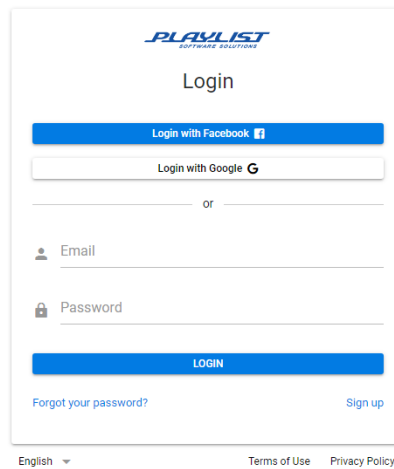 PLAYLIST
SOFTWARE SOLUTIONS
Login
Login with Facebook
Login with Google G
or
Email
Password
LOGIN
Forgot your password? Sign up
English Terms of Use Privacy Policy